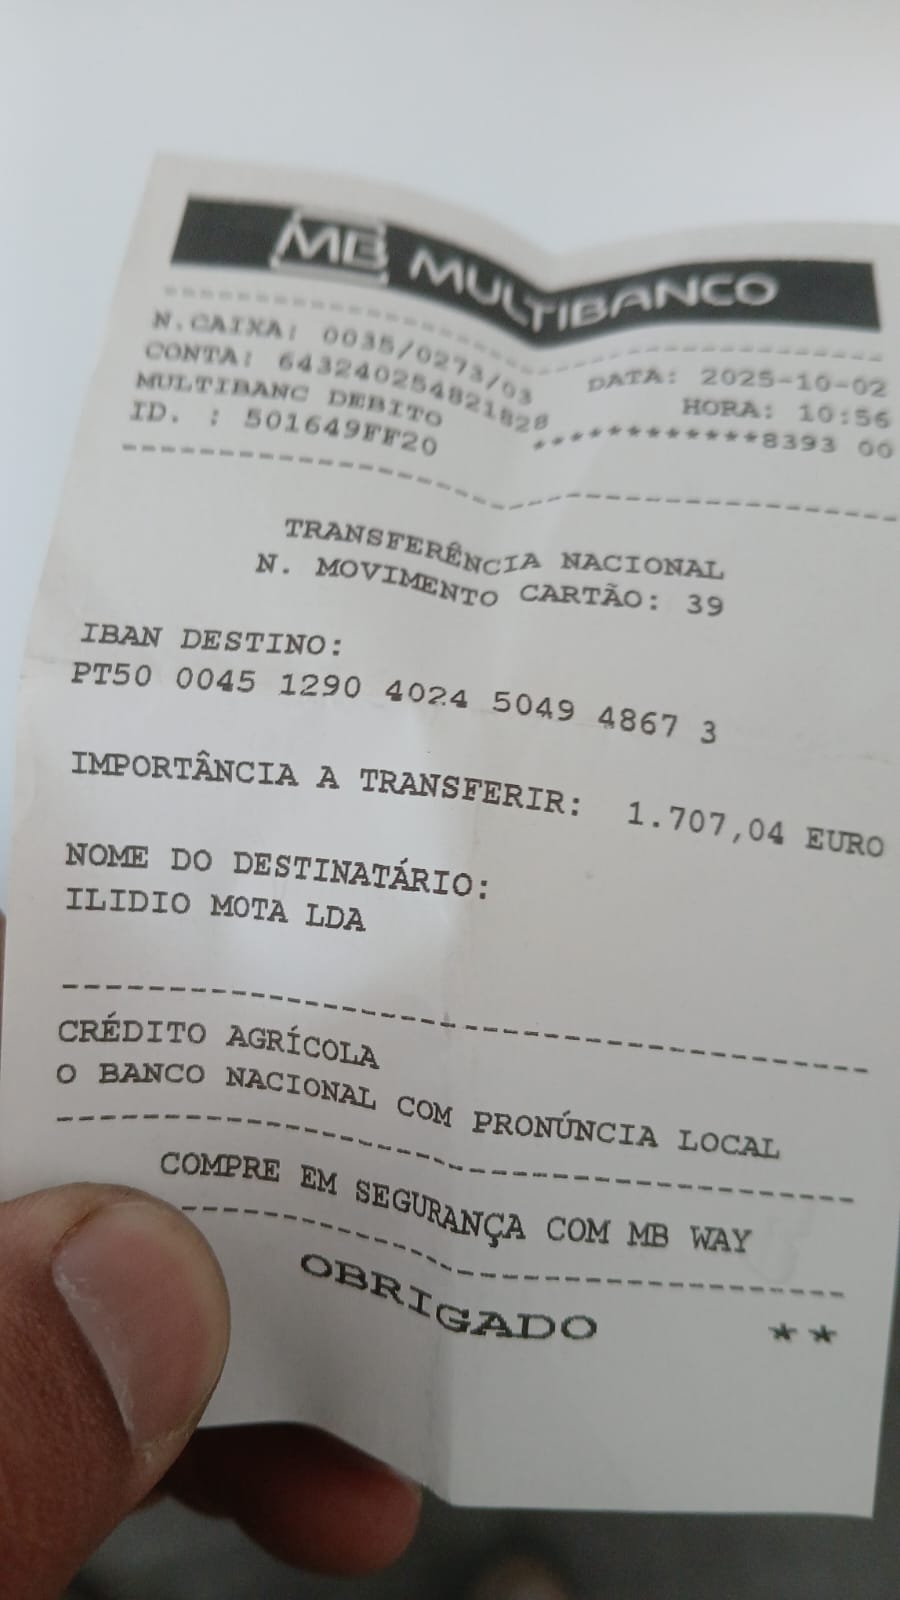 MB MULTIBANCO
N.CAIXA: 0035/0273/03 DATA: 2025-10-02
CONTA: 643240254821828 HORA: 10:56
MULTIBANC DEBITO ************8393 00
ID. : 501649FF20
TRANSFERÊNCIA NACIONAL
N. MOVIMENTO CARTÃO: 39
IBAN DESTINO:
PT50 0045 1290 4024 5049 4867 3
IMPORTÂNCIA A TRANSFERIR: 1.707,04 EURO
NOME DO DESTINATÁRIO:
ILIDIO MOTA LDA
CRÉDITO AGRÍCOLA
O BANCO NACIONAL COM PRONÚNCIA LOCAL
COMPRE EM SEGURANÇA COM MB WAY
OBRIGADO **